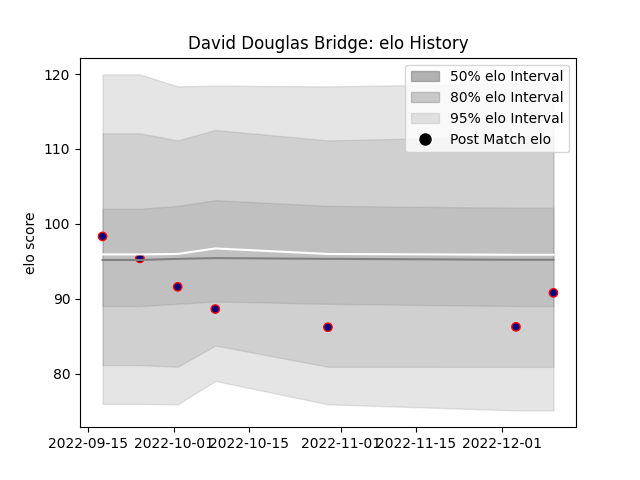 David Douglas Bridge: elo History
50% elo Interval
80% elo Interval
95% elo Interval
Post Match elo
elo score
120
110
100
90
80
2022-09-15 2022-10-01 2022-10-15 2022-11-01 2022-11-15 2022-12-01